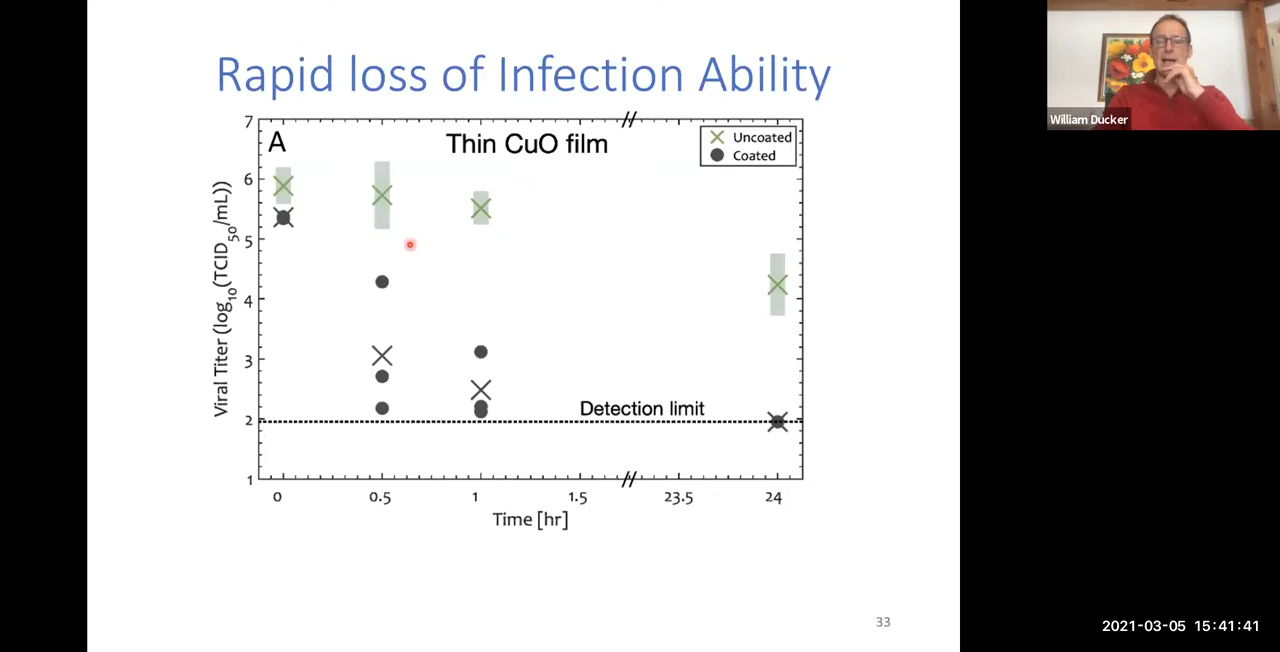 Rapid loss of Infection Ability
A
Thin CuO film
Uncoated
Coated
Viral Titer (log10(TCID50/mL))
7
6
5
4
3
2
1
Detection limit
0
0.5
1
1.5
23.5
24
Time [hr]
33
William Ducker
2021-03-05 15:41:41